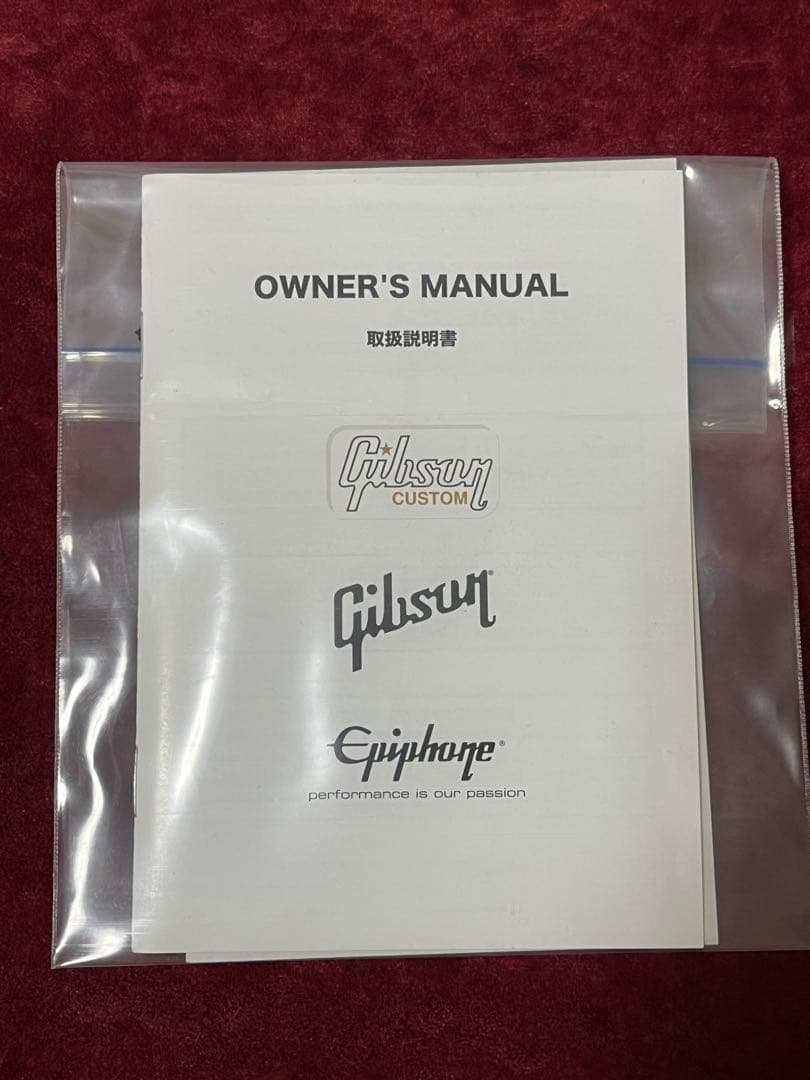 OWNER'S MANUAL
取扱説明書
Gibson
CUSTOM
Gibson®
Epiphone®
performance is our passion